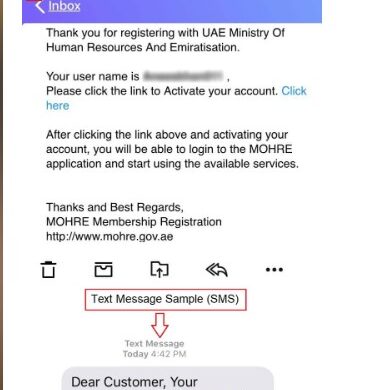 Inbox
Thank you for registering with UAE Ministry Of
Human Resources And Emiratisation.
Your user name is ,
Please click the link to Activate your account. Click
here
After clicking the link above and activating your
account, you will be able to login to the MOHRE
application and start using the available services.
Thanks and Best Regards,
MOHRE Membership Registration
http://www.mohre.gov.ae
Text Message Sample (SMS)
Text Message
Today 4:42 PM
Dear Customer, Your